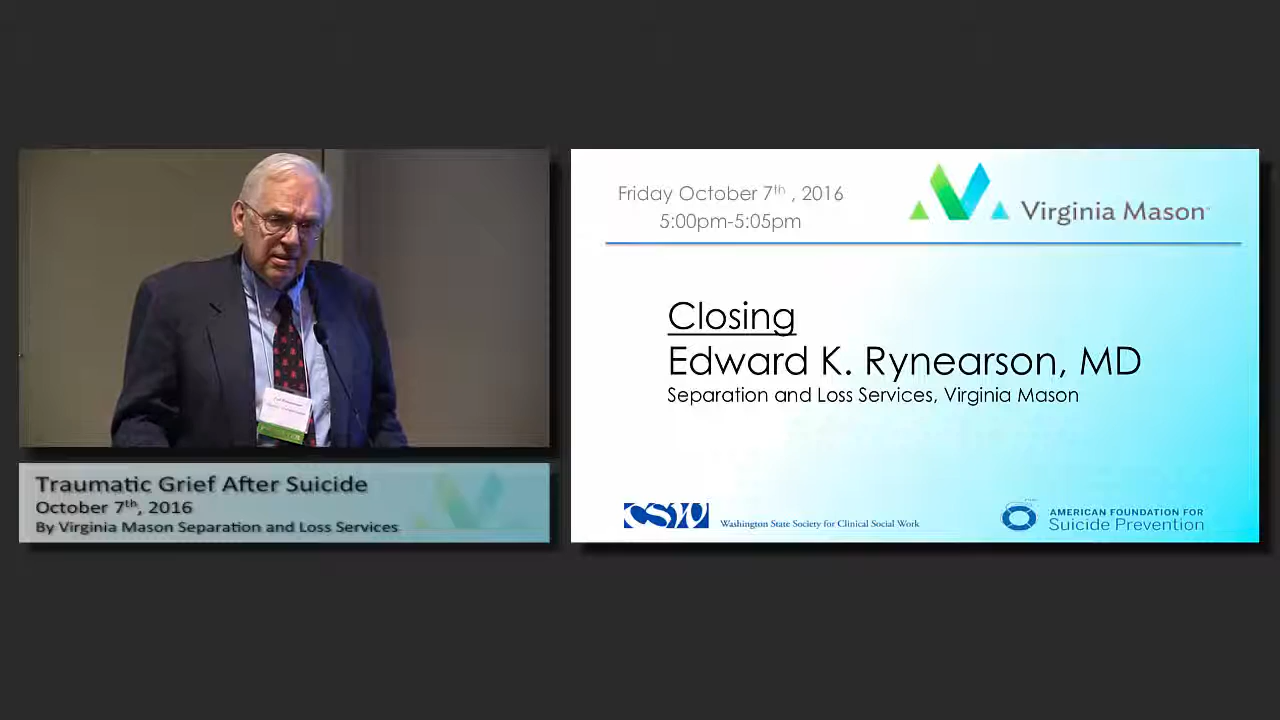 Friday October 7th , 2016
5:00pm-5:05pm
Virginia Mason
Closing
Edward K. Rynearson, MD
Separation and Loss Services, Virginia Mason
CSW
Washington State Society for Clinical Social Work
AMERICAN FOUNDATION FOR
Suicide Prevention
Traumatic Grief After Suicide
October 7th, 2016
By Virginia Mason Separation and Loss Services